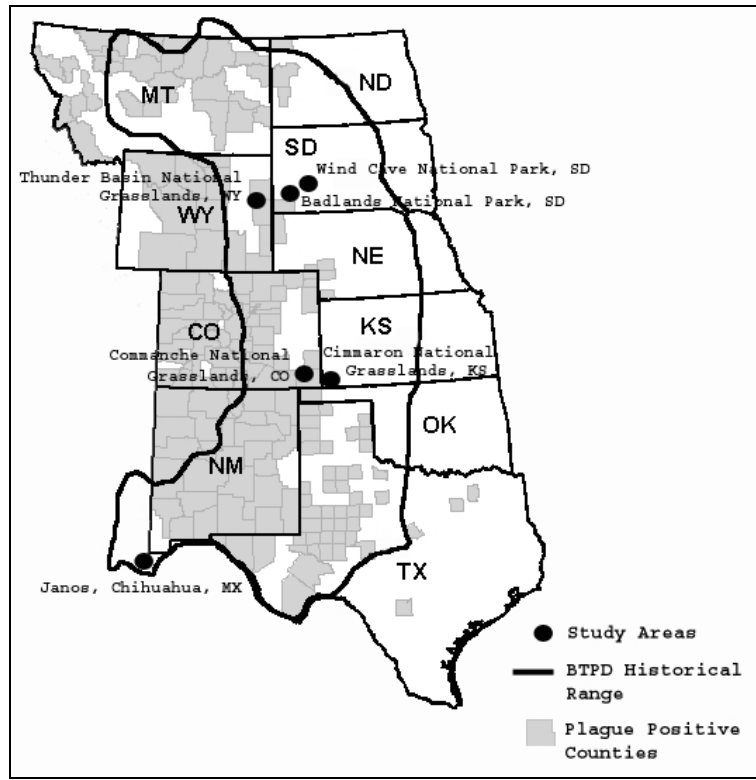 MT
ND
SD
Wind Cave National Park, SD
Thunder Basin National
Grasslands, WY
Badlands National Park, SD
WY
NE
CO
KS
Commanche National
Grasslands, CO
Cimmaron National
Grasslands, KS
OK
NM
TX
Janos, Chihuahua, MX
Study Areas
BTPD Historical
Range
Plague Positive
Counties